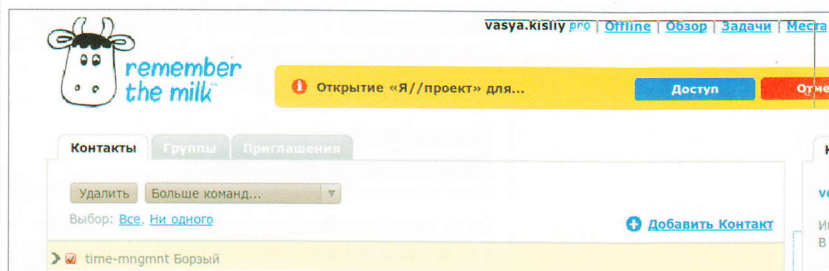 vasya.kisliy pro | Offline | Обзор | Задачи | Места
remember
the milk
Открытие «Я//проект» для...
Доступ
Контакты
Группы
Приглашения
Удалить
Больше команд...
Выбор: Все, Ни одного
Добавить Контакт
time-mngmnt Борзый